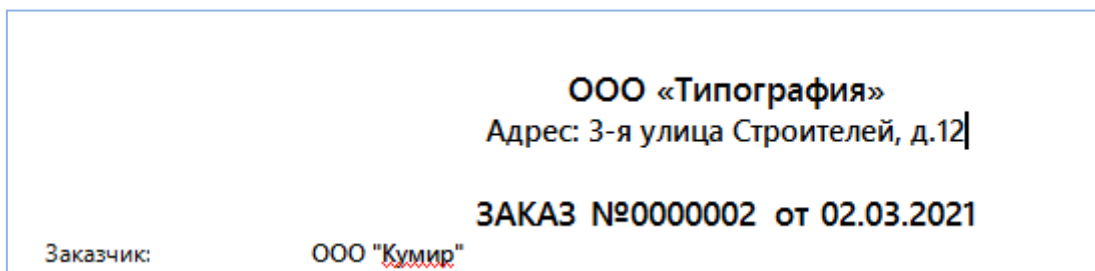 ООО «Типография»
Адрес: 3-я улица Строителей, д.12
ЗАКАЗ №0000002 от 02.03.2021
Заказчик: ООО "Кумир"